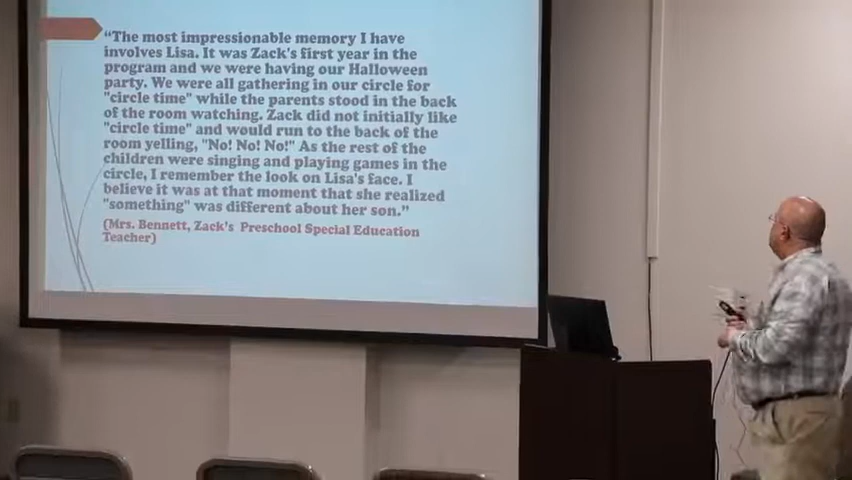 “The most impressionable memory I have
involves Lisa. It was Zack's first year in the
program and we were having our Halloween
party. We were all gathering in our circle for
"circle time" while the parents stood in the back
of the room watching. Zack did not initially like
"circle time" and would run to the back of the
room yelling, "No! No! No!" As the rest of the
children were singing and playing games in the
circle, I remember the look on Lisa's face. I
believe it was at that moment that she realized
"something" was different about her son.”
(Mrs. Bennett, Zack's Preschool Special Education
Teacher)